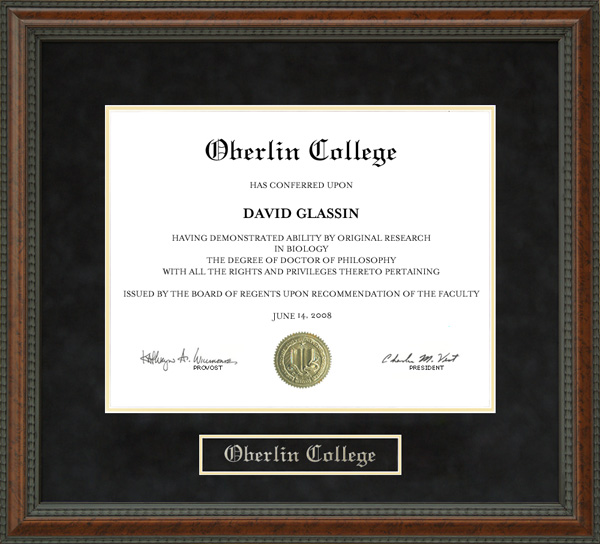 Oberlin College
HAS CONFERRED UPON
DAVID GLASSIN
HAVING DEMONSTRATED ABILITY BY ORIGINAL RESEARCH
IN BIOLOGY
THE DEGREE OF DOCTOR OF PHILOSOPHY
WITH ALL THE RIGHTS AND PRIVILEGES THERETO PERTAINING
ISSUED BY THE BOARD OF REGENTS UPON RECOMMENDATION OF THE FACULTY
JUNE 14, 2008
Charles M. Vest
PROVOST
PRESIDENT
Oberlin College